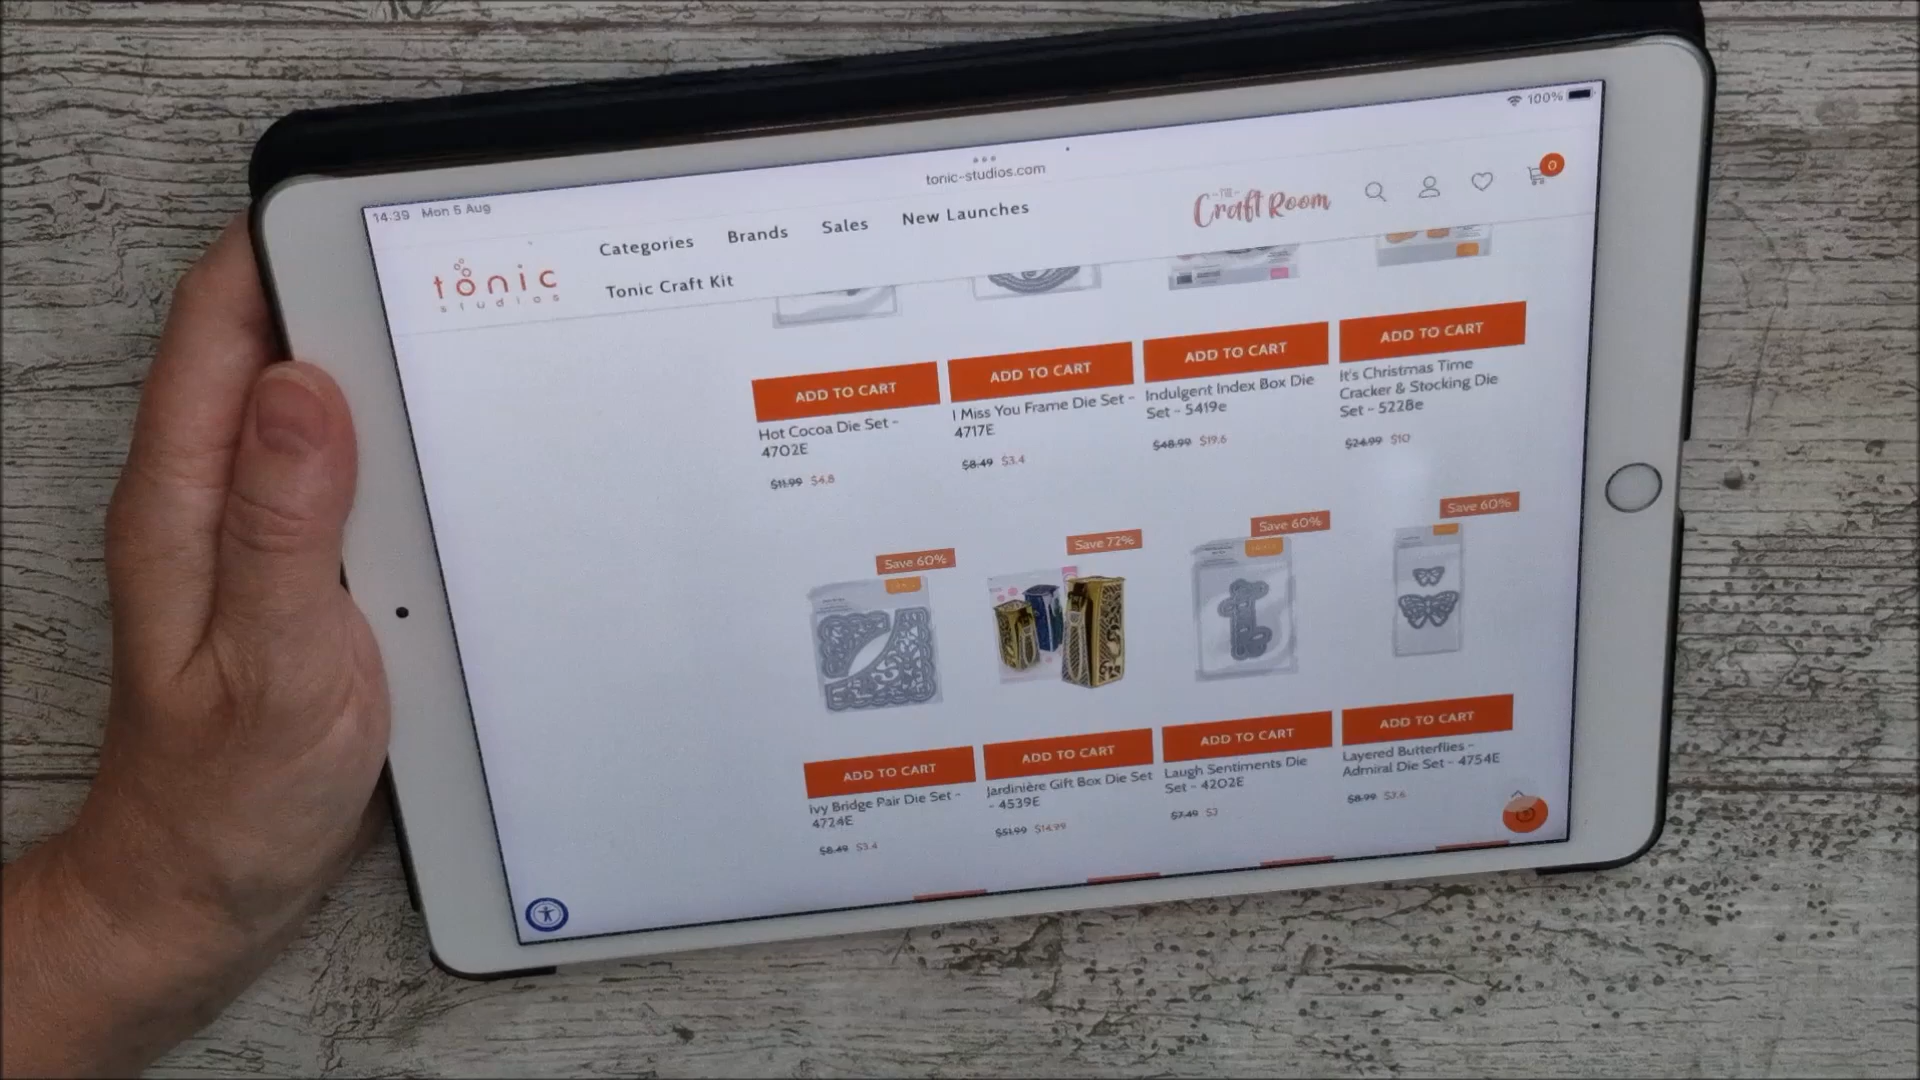 14:39 Mon 5 Aug
100%
tonic-studios.com
tonic
studios
Categories
Brands
Sales
New Launches
Tonic Craft Kit
THE
Craft Room
0
ADD TO CART
Hot Cocoa Die Set -
4702E
$11.99 $4.8
ADD TO CART
I Miss You Frame Die Set -
4717E
$8.49 $3.4
ADD TO CART
Indulgent Index Box Die
Set - 5419e
$48.99 $19.6
ADD TO CART
It's Christmas Time
Cracker & Stocking Die
Set - 5228e
$24.99 $10
Save 60%
ADD TO CART
Ivy Bridge Pair Die Set -
4724E
$8.49 $3.4
Save 72%
ADD TO CART
Jardinière Gift Box Die Set
- 4539E
$51.99 $14.99
Save 60%
ADD TO CART
Laugh Sentiments Die
Set - 4202E
$7.49 $3
Save 60%
ADD TO CART
Layered Butterflies -
Admiral Die Set - 4754E
$8.99 $3.6